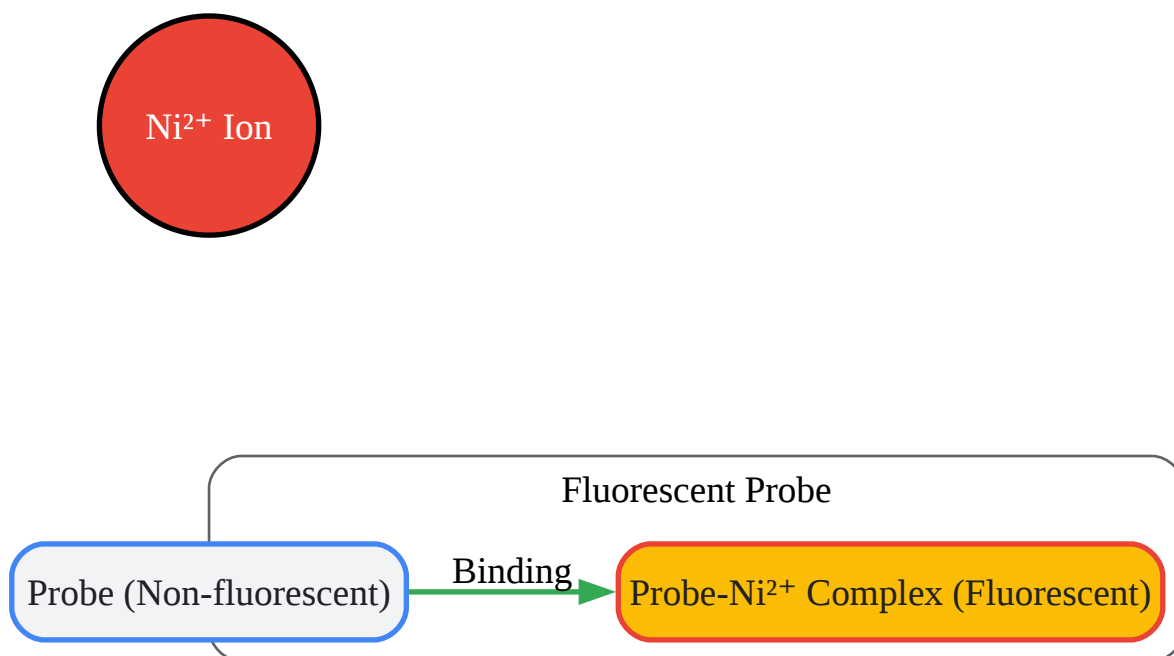 Ni²⁺ Ion
Fluorescent Probe
Binding
Probe (Non-fluorescent)
Probe-Ni²⁺ Complex (Fluorescent)